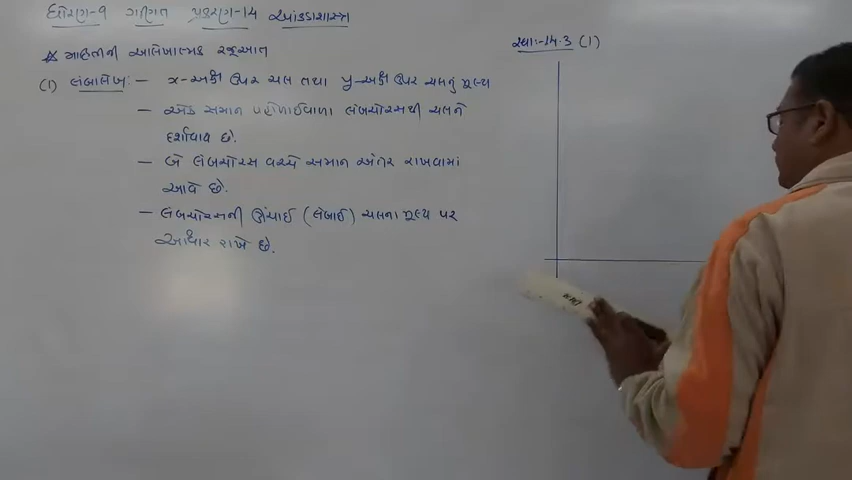 ધોરણ-૧ ગણિત પ્રકરણ-14 આંકડાશાસ્ત્ર
* માહિતીની આલેખાત્મક રજૂઆત
(1) લંબાલેખ:- x-અક્ષ ઉપર ચલ તથા y-અક્ષ ઉપર ચલનું મૂલ્ય
- એક સમાન પહોળાઈવાળા લંબચોરસથી ચલને
દર્શાવાય છે.
- બે લંબચોરસ વચ્ચે સમાન અંતર રાખવામાં
આવે છે.
- લંબચોરસની ઊંચાઈ (લંબાઈ) ચલના મૂલ્ય પર
આધાર રાખે છે.
સ્વા:-14.3 (1)